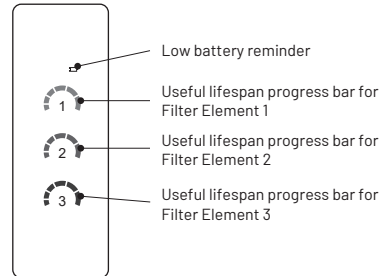 Low battery reminder
1
Useful lifespan progress bar for
Filter Element 1
2
Useful lifespan progress bar for
Filter Element 2
3
Useful lifespan progress bar for
Filter Element 3